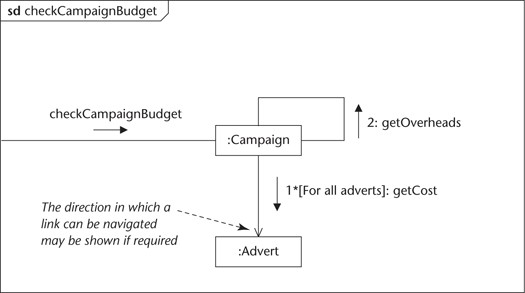 sd checkCampaignBudget
checkCampaignBudget
:Campaign
2: getOverheads
1*[For all adverts]: getCost
The direction in which a
link can be navigated
may be shown if required
:Advert